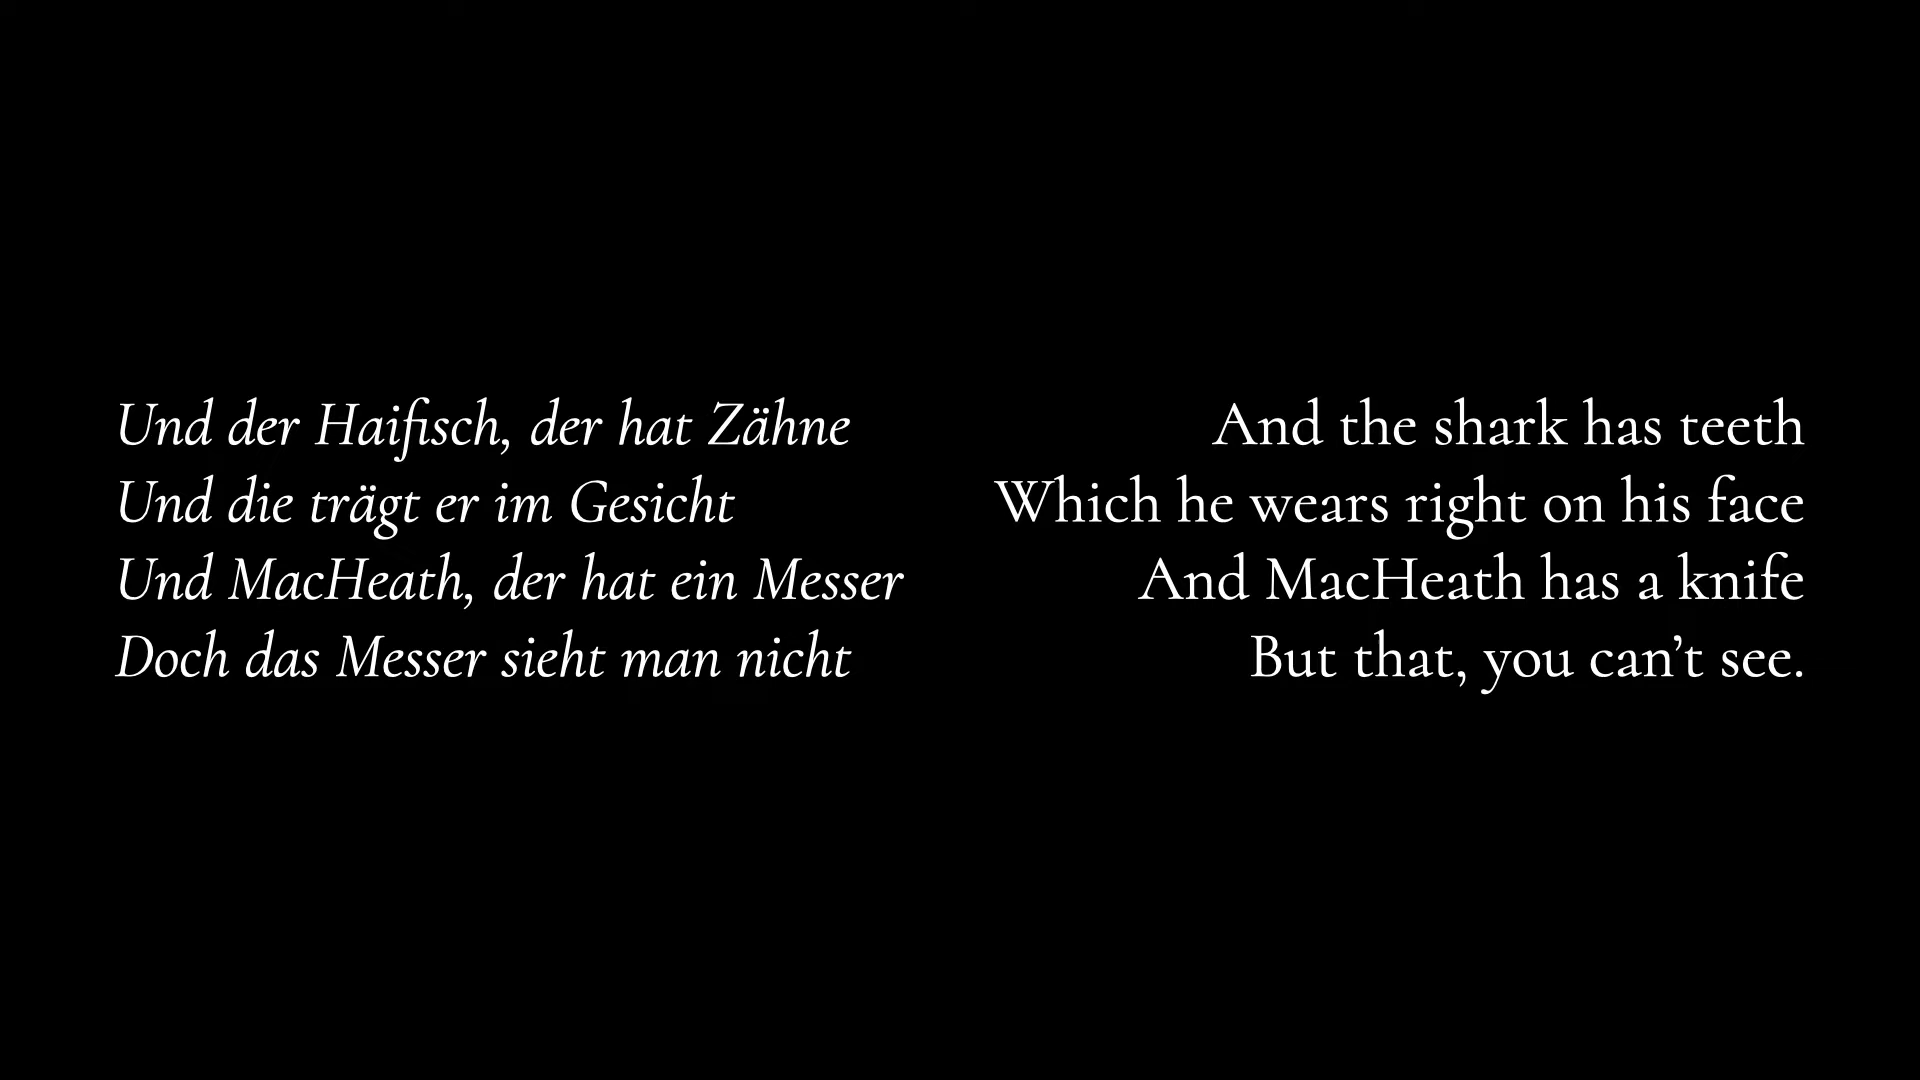 Und der Haifisch, der hat Zähne
Und die trägt er im Gesicht
Und MacHeath, der hat ein Messer
Doch das Messer sieht man nicht
And the shark has teeth
Which he wears right on his face
And MacHeath has a knife
But that, you can’t see.